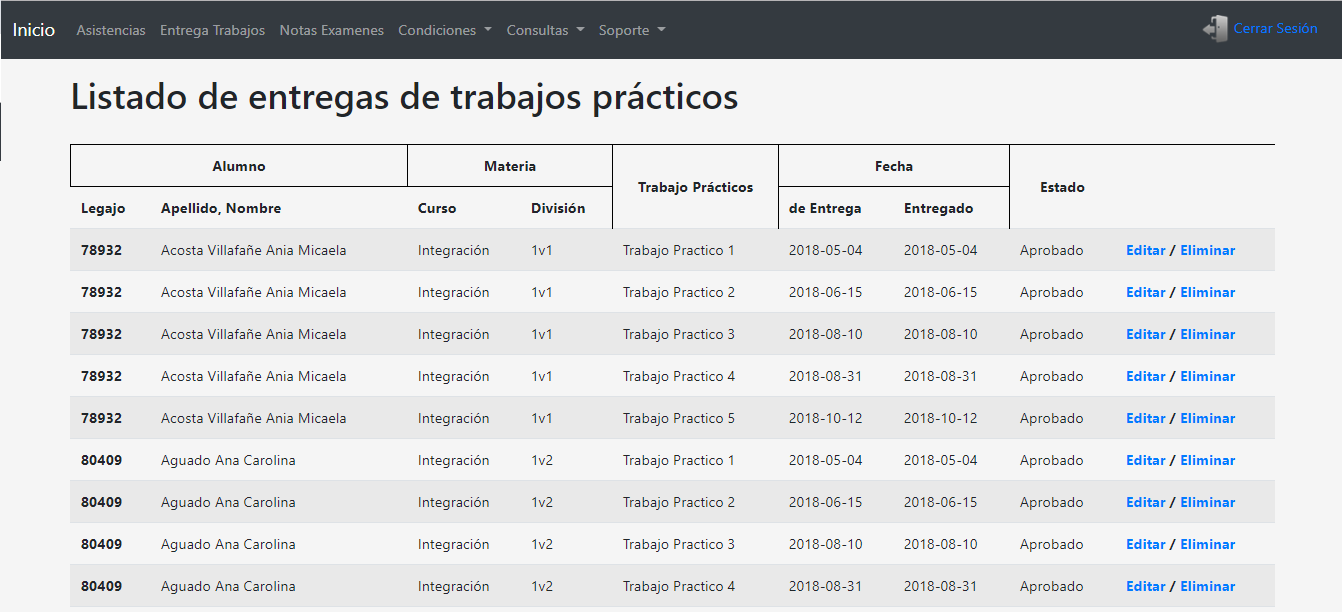 Inicio Asistencias Entrega Trabajos Notas Examenes Condiciones Consultas Soporte Cerrar Sesión
Listado de entregas de trabajos prácticos
Alumno Materia Trabajo Prácticos Fecha Estado
Legajo Apellido, Nombre Curso División de Entrega Entregado
78932 Acosta Villafañe Ania Micaela Integración 1v1 Trabajo Practico 1 2018-05-04 2018-05-04 Aprobado Editar / Eliminar
78932 Acosta Villafañe Ania Micaela Integración 1v1 Trabajo Practico 2 2018-06-15 2018-06-15 Aprobado Editar / Eliminar
78932 Acosta Villafañe Ania Micaela Integración 1v1 Trabajo Practico 3 2018-08-10 2018-08-10 Aprobado Editar / Eliminar
78932 Acosta Villafañe Ania Micaela Integración 1v1 Trabajo Practico 4 2018-08-31 2018-08-31 Aprobado Editar / Eliminar
78932 Acosta Villafañe Ania Micaela Integración 1v1 Trabajo Practico 5 2018-10-12 2018-10-12 Aprobado Editar / Eliminar
80409 Aguado Ana Carolina Integración 1v2 Trabajo Practico 1 2018-05-04 2018-05-04 Aprobado Editar / Eliminar
80409 Aguado Ana Carolina Integración 1v2 Trabajo Practico 2 2018-06-15 2018-06-15 Aprobado Editar / Eliminar
80409 Aguado Ana Carolina Integración 1v2 Trabajo Practico 3 2018-08-10 2018-08-10 Aprobado Editar / Eliminar
80409 Aguado Ana Carolina Integración 1v2 Trabajo Practico 4 2018-08-31 2018-08-31 Aprobado Editar / Eliminar